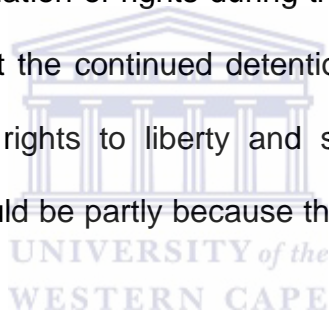 ation of rights during th
t the continued detentio
rights to liberty and s
uld be partly because th
UNIVERSITY of the
WESTERN CAPE